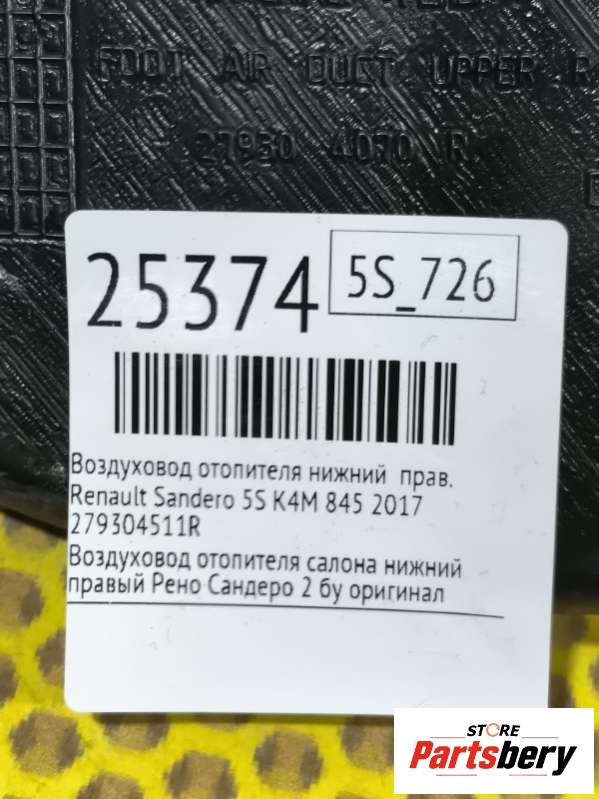 FOOT AIR DUCT UPPER R
27930 4070 R
25374
5S_726
Воздуховод отопителя нижний прав.
Renault Sandero 5S K4M 845 2017
279304511R
Воздуховод отопителя салона нижний
правый Рено Сандеро 2 бу оригинал
STORE
Partsbery